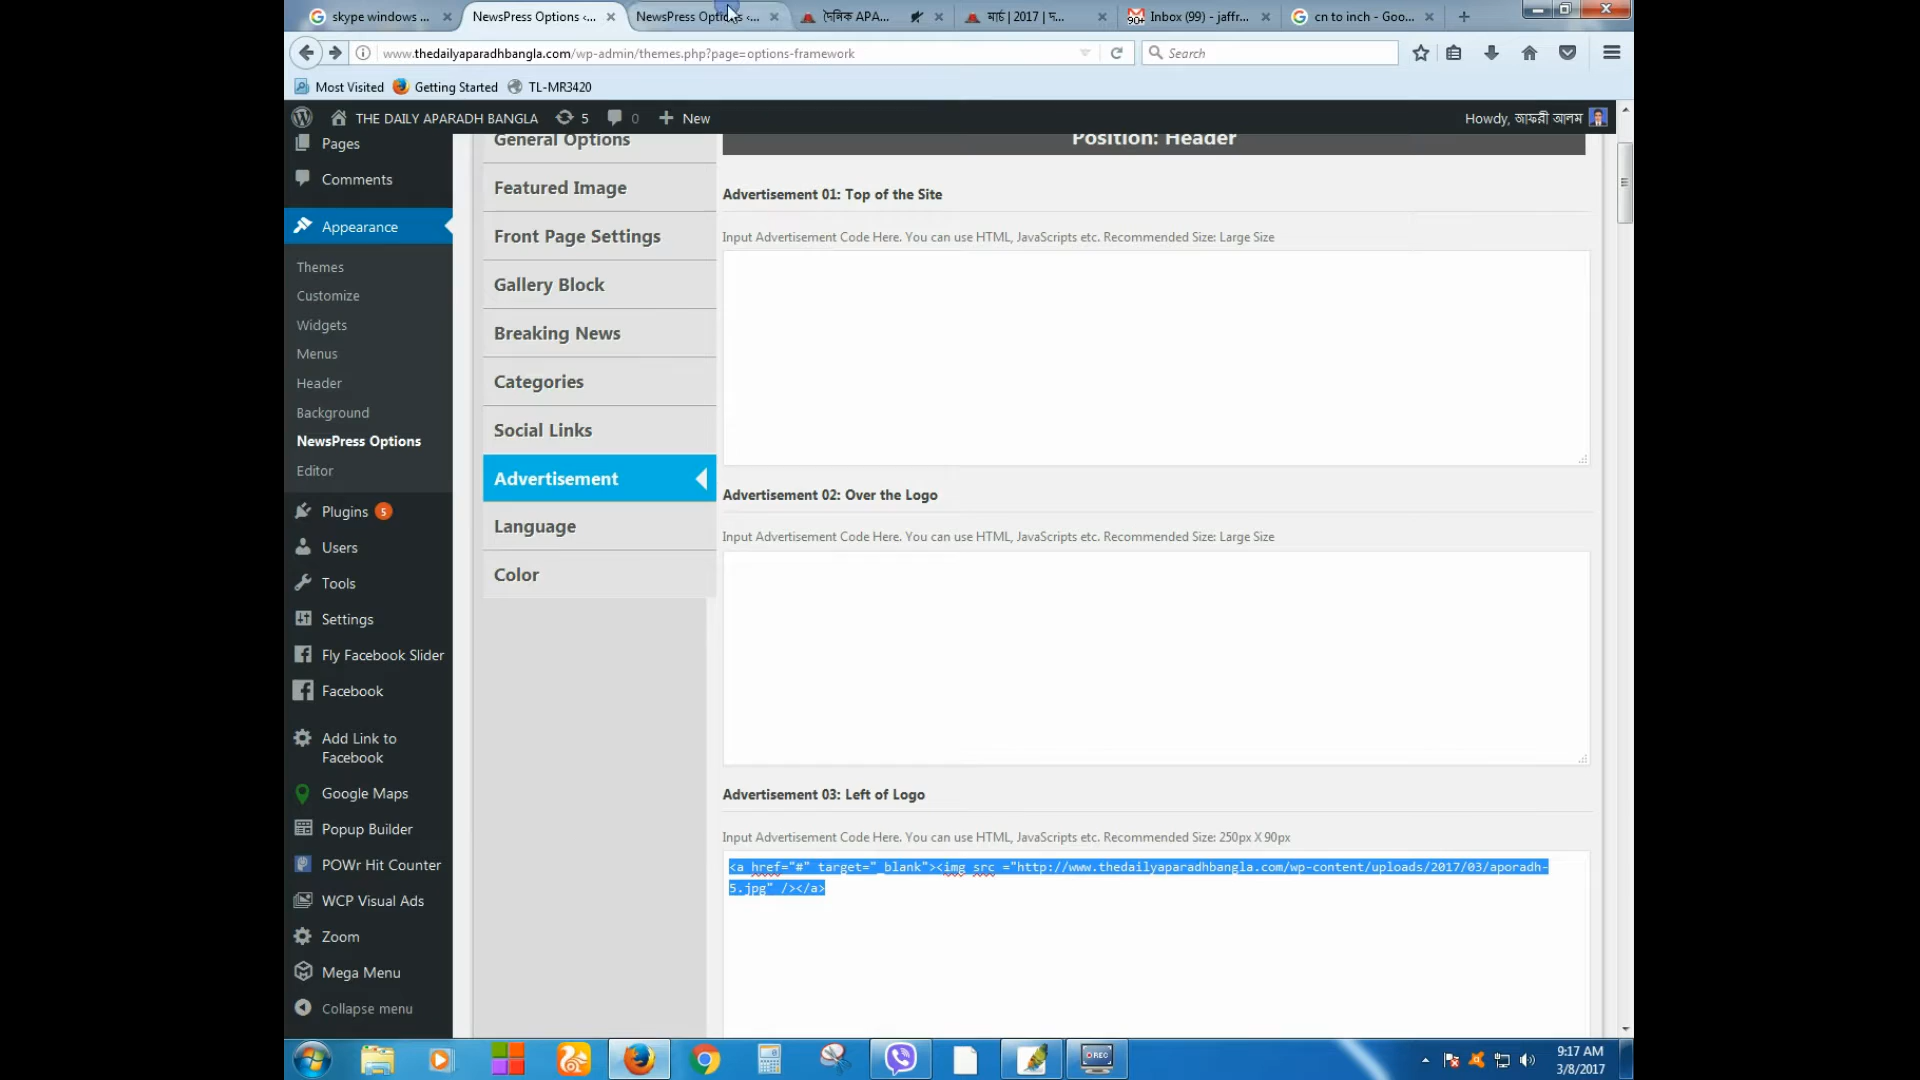 skype windows ...
NewsPress Options ‹...
NewsPress Options ‹...
দৈনিক APA...
মার্চ | 2017 | দ...
90+
Inbox (99) - jaffr...
cn to inch - Goo...
www.thedailyaparadhbangla.com/wp-admin/themes.php?page=options-framework
Search
Most Visited
Getting Started
TL-MR3420
THE DAILY APARADH BANGLA
5
0
New
Howdy, জাফরী আলম
Pages
Comments
Appearance
Themes
Customize
Widgets
Menus
Header
Background
NewsPress Options
Editor
Plugins 5
Users
Tools
Settings
Fly Facebook Slider
Facebook
Add Link to
Facebook
Google Maps
Popup Builder
POWr Hit Counter
WCP Visual Ads
Zoom
Mega Menu
Collapse menu
General Options
Featured Image
Front Page Settings
Gallery Block
Breaking News
Categories
Social Links
Advertisement
Language
Color
Position: Header
Advertisement 01: Top of the Site
Input Advertisement Code Here. You can use HTML, JavaScripts etc. Recommended Size: Large Size
Advertisement 02: Over the Logo
Input Advertisement Code Here. You can use HTML, JavaScripts etc. Recommended Size: Large Size
Advertisement 03: Left of Logo
Input Advertisement Code Here. You can use HTML, JavaScripts etc. Recommended Size: 250px X 90px
<a href="#" target="_blank"><img src ="http://www.thedailyaparadhbangla.com/wp-content/uploads/2017/03/aporadh-
5.jpg" /></a>
REC
9:17 AM
3/8/2017